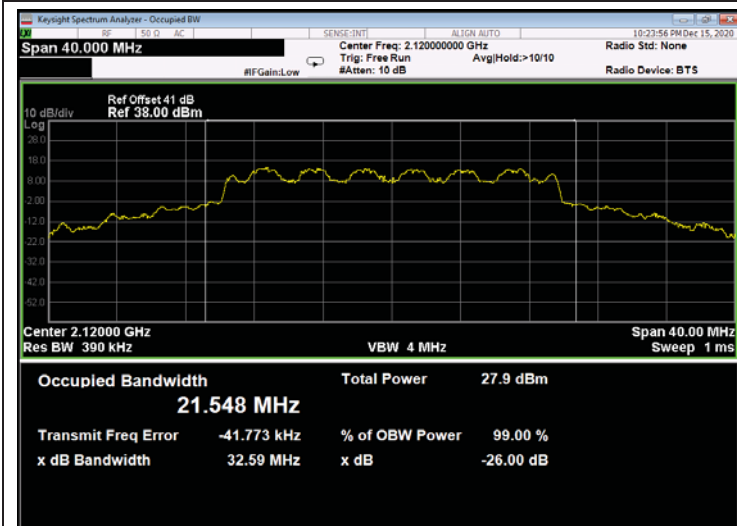 Keysight Spectrum Analyzer - Occupied BW
RF 50 Ω AC SENSE:INT ALIGN AUTO 10:23:56 PM Dec 15, 2020
Span 40.000 MHz Center Freq: 2.120000000 GHz Radio Std: None
Trig: Free Run Avg|Hold:>10/10
#IFGain:Low #Atten: 10 dB Radio Device: BTS
Ref Offset 41 dB
10 dB/div Ref 38.00 dBm
Log
28.0
18.0
8.00
-2.00
-12.0
-22.0
-32.0
-42.0
-52.0
Center 2.12000 GHz Span 40.00 MHz
Res BW 390 kHz VBW 4 MHz Sweep 1 ms
Occupied Bandwidth Total Power 27.9 dBm
21.548 MHz
Transmit Freq Error -41.773 kHz % of OBW Power 99.00 %
x dB Bandwidth 32.59 MHz x dB -26.00 dB